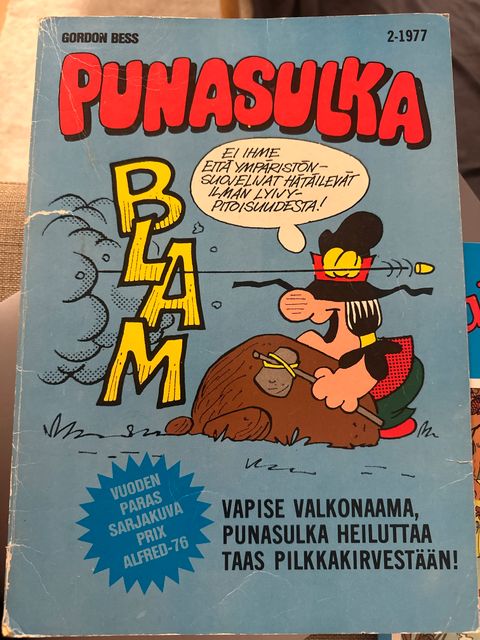 GORDON BESS
2-1977
PUNASULKA
EI IHME
ETTÄ YMPÄRISTÖN-
SUOJELIJAT HÄTÄILEVÄT
ILMAN LYIJY-
PITOISUUDESTA!
BLAM
VUODEN
PARAS
SARJAKUVA
PRIX
ALFRED-76
VAPISE VALKONAAMA,
PUNASULKA HEILUTTAA
TAAS PILKKAKIRVESTÄÄN!